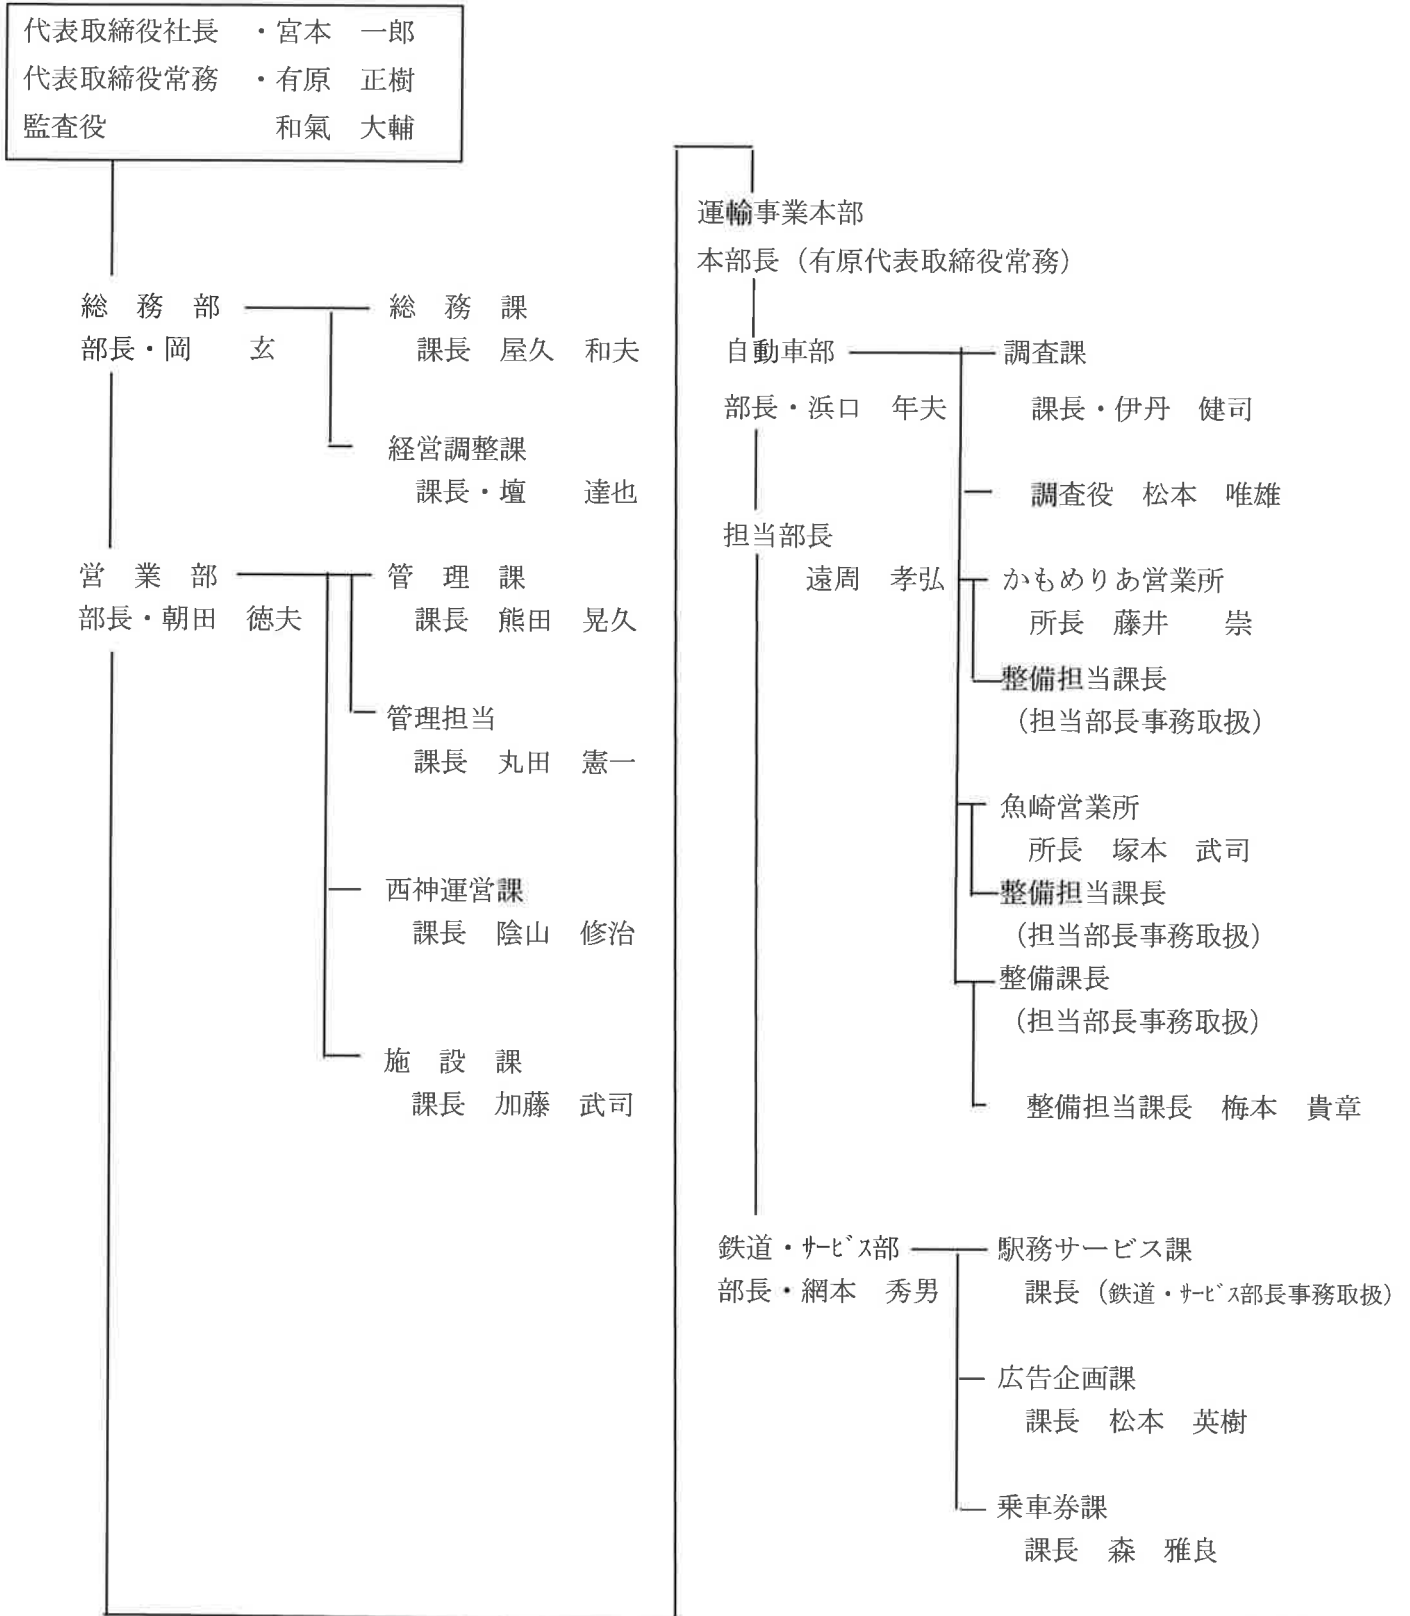 代表取締役社長　・宮本　一郎
代表取締役常務　・有原　正樹
監査役　　　　　　和氣　大輔
総　務　部
部長・岡　　玄
総　務　課
課長　屋久　和夫
経営調整課
課長・壇　　達也
営　業　部
部長・朝田　徳夫
管　理　課
課長　熊田　晃久
管理担当
課長　丸田　憲一
西神運営課
課長　陰山　修治
施　設　課
課長　加藤　武司
運輸事業本部
本部長（有原代表取締役常務）
自動車部
部長・浜口　年夫
担当部長
遠周　孝弘
調査課
課長・伊丹　健司
調査役　松本　唯雄
かもめりあ営業所
所長　藤井　　崇
整備担当課長
（担当部長事務取扱）
魚崎営業所
所長　塚本　武司
整備担当課長
（担当部長事務取扱）
整備課長
（担当部長事務取扱）
整備担当課長　梅本　貴章
鉄道・ｻｰﾋﾞｽ部
部長・網本　秀男
駅務サービス課
課長（鉄道・ｻｰﾋﾞｽ部長事務取扱）
広告企画課
課長　松本　英樹
乗車券課
課長　森　雅良